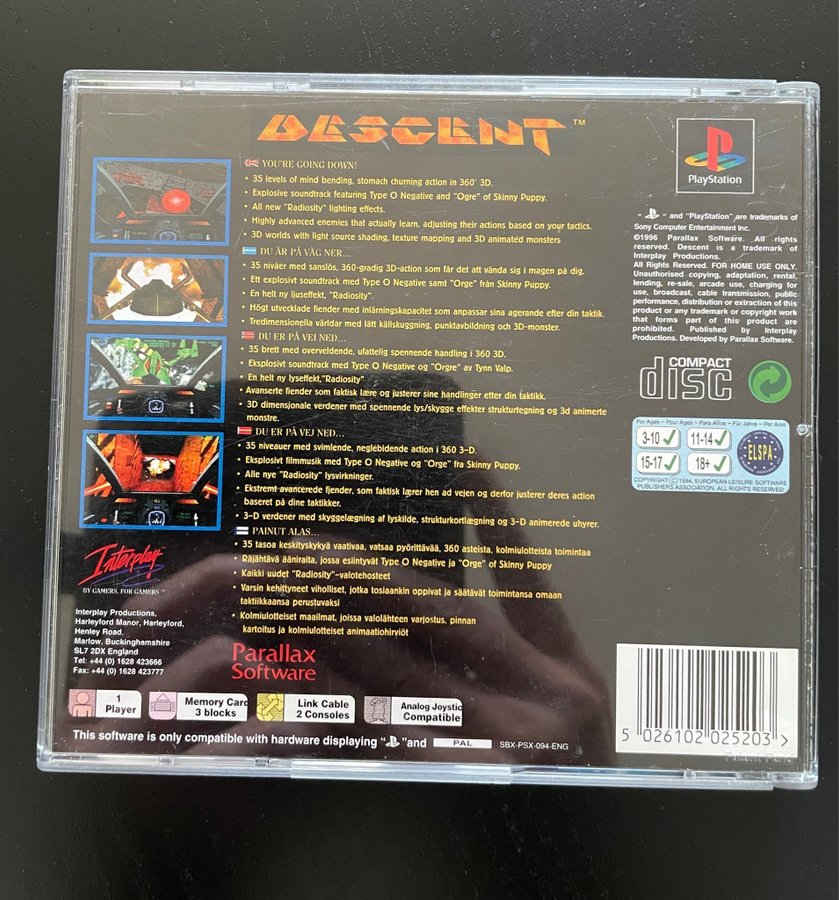 DESCENT™
YOU'RE GOING DOWN!
• 35 levels of mind bending, stomach churning action in 360° 3D.
• Explosive soundtrack featuring Type O Negative and "Ogre" of Skinny Puppy.
• All new "Radiosity" lighting effects.
• Highly advanced enemies that actually learn, adjusting their actions based on your tactics.
• 3D worlds with light source shading, texture mapping and 3D animated monsters
DU ÄR PÅ VÄG NER...
• 35 nivåer med sanslös, 360-gradig 3D-action som får det att vända sig i magen på dig.
• Ett explosivt soundtrack med Type O Negative samt "Orge" från Skinny Puppy.
• En helt ny ljuseffekt, "Radiosity".
• Högt utvecklade fiender med inlärningskapacitet som anpassar sina agerande efter din taktik.
• Tredimensionella världar med lätt källskuggning, punktavbildning och 3D-monster.
DU ER PÅ VEI NED...
• 35 brett med overveldende, ufattelig spennende handling i 360 3D.
• Eksplosivt soundtrack med Type O Negative og "Orgre" av Tynn Valp.
• En helt ny lyseffekt,"Radiosity"
• Avanserte fiender som faktisk lære og justerer sine handlinger etter din taktikk.
• 3D dimensjonale verdener med spennende lys/skygge effekter strukturtegning og 3d animerte
monstre.
DU ER PÅ VEJ NED...
• 35 niveauer med svimlende, neglebidende action i 360 3-D.
• Eksplosivt filmmusik med Type O Negative og "Orge" fra Skinny Puppy.
• Alle nye "Radiosity" lysvirkninger.
• Ekstremt avancerede fjender, som faktisk lærer hen ad vejen og derfor justerer deres action
baseret på dine taktikker.
• 3-D verdener med skyggelægning af lyskilde, strukturkortlægning og 3-D animerede uhyrer.
PAINUT ALAS...
• 35 tasoa keskityskykyä vaativaa, vatsaa pyörittävää, 360 asteista, kolmiulotteista toimintaa
• Räjähtävä ääniraita, jossa esiintyvät Type O Negative ja "Orge" of Skinny Puppy
• Kaikki uudet "Radiosity"-valotehosteet
• Varsin kehittyneet viholliset, jotka tosiaankin oppivat ja säätävät toimintansa omaan
taktiikkaansa perustuvaksi
• Kolmiulotteiset maailmat, joissa valolähteen varjostus, pinnan
kartoitus ja kolmiulotteiset animaatiohirviöt
PlayStation
" " and "PlayStation" are trademarks of
Sony Computer Entertainment Inc.
©1996 Parallax Software. All rights
reserved. Descent is a trademark of
Interplay Productions.
All Rights Reserved. FOR HOME USE ONLY.
Unauthorised copying, adaptation, rental,
lending, re-sale, arcade use, charging for
use, broadcast, cable transmission, public
performance, distribution or extraction of this
product or any trademark or copyright work
that forms part of this product are
prohibited. Published by Interplay
Productions. Developed by Parallax Software.
COMPACT
disc
For Ages – Pour Ages – Para Años – Für Jahre – Per Anni
3-10 11-14
15-17 18+
ELSPA
COPYRIGHT © 1994, EUROPEAN LEISURE SOFTWARE
PUBLISHERS ASSOCIATION. ALL RIGHTS RESERVED
Interplay
BY GAMERS. FOR GAMERS.™
Interplay Productions,
Harleyford Manor, Harleyford,
Henley Road,
Marlow, Buckinghamshire
SL7 2DX England
Tel: +44 (0) 1628 423666
Fax: +44 (0) 1628 423777
Parallax
Software
1
Player
Memory Card
3 blocks
Link Cable
2 Consoles
Analog Joystic
Compatible
This software is only compatible with hardware displaying " " and PAL
SBX-PSX-094-ENG
5 026102 025203 >